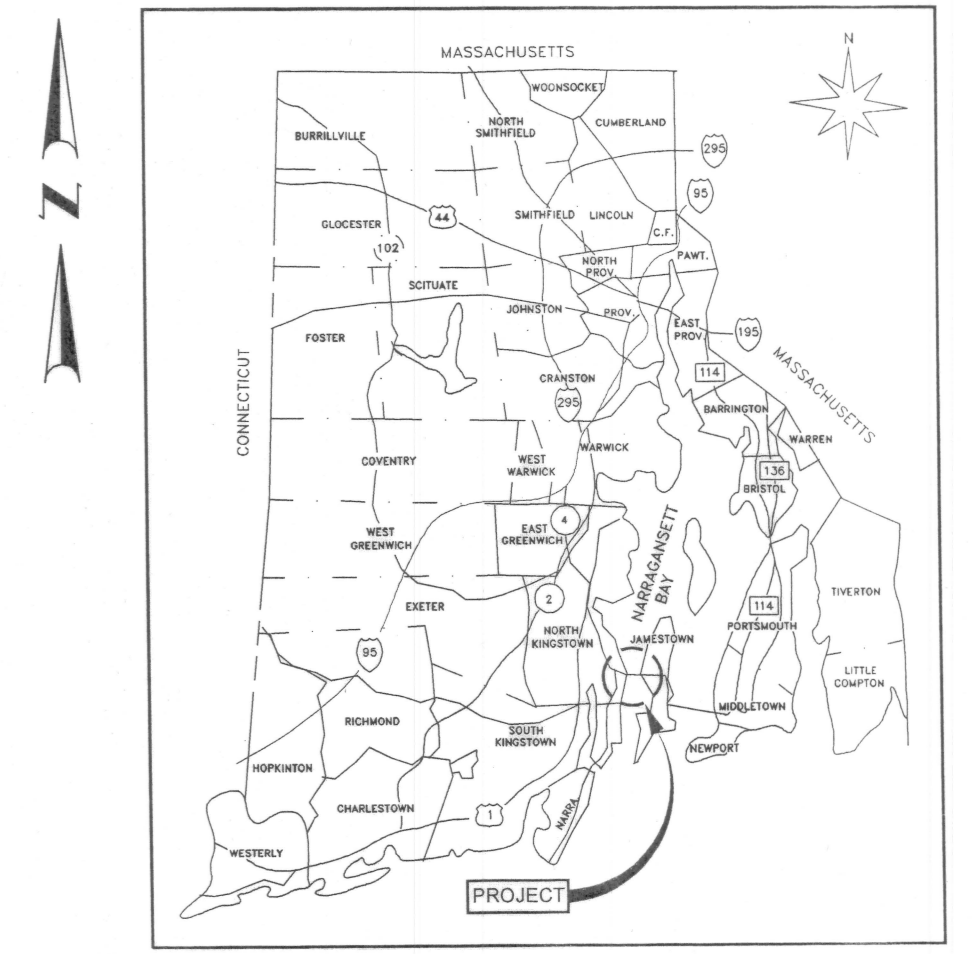 MASSACHUSETTS
N
N
WOONSOCKET
NORTH
SMITHFIELD
CUMBERLAND
BURRILLVILLE
295
95
SMITHFIELD
LINCOLN
44
GLOCESTER
C.F.
102
PAWT.
NORTH
PROV.
SCITUATE
JOHNSTON
PROV.
EAST
PROV.
195
FOSTER
CONNECTICUT
MASSACHUSETTS
114
CRANSTON
295
BARRINGTON
WARREN
WARWICK
COVENTRY
WEST
WARWICK
136
BRISTOL
4
EAST
GREENWICH
WEST
GREENWICH
NARRAGANSETT
BAY
TIVERTON
2
114
EXETER
PORTSMOUTH
NORTH
KINGSTOWN
JAMESTOWN
95
LITTLE
COMPTON
MIDDLETOWN
RICHMOND
SOUTH
KINGSTOWN
NEWPORT
HOPKINTON
CHARLESTOWN
1
NARRA
WESTERLY
PROJECT